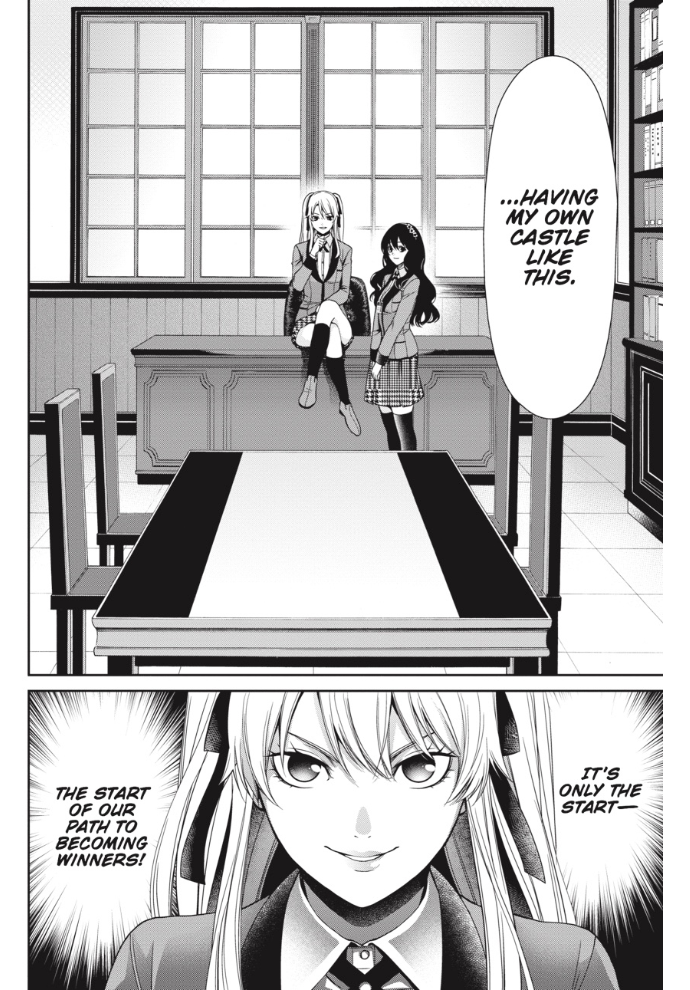 ...HAVING
MY OWN
CASTLE
LIKE
THIS.
IT'S
ONLY THE
START—
THE START
OF OUR
PATH TO
BECOMING
WINNERS!